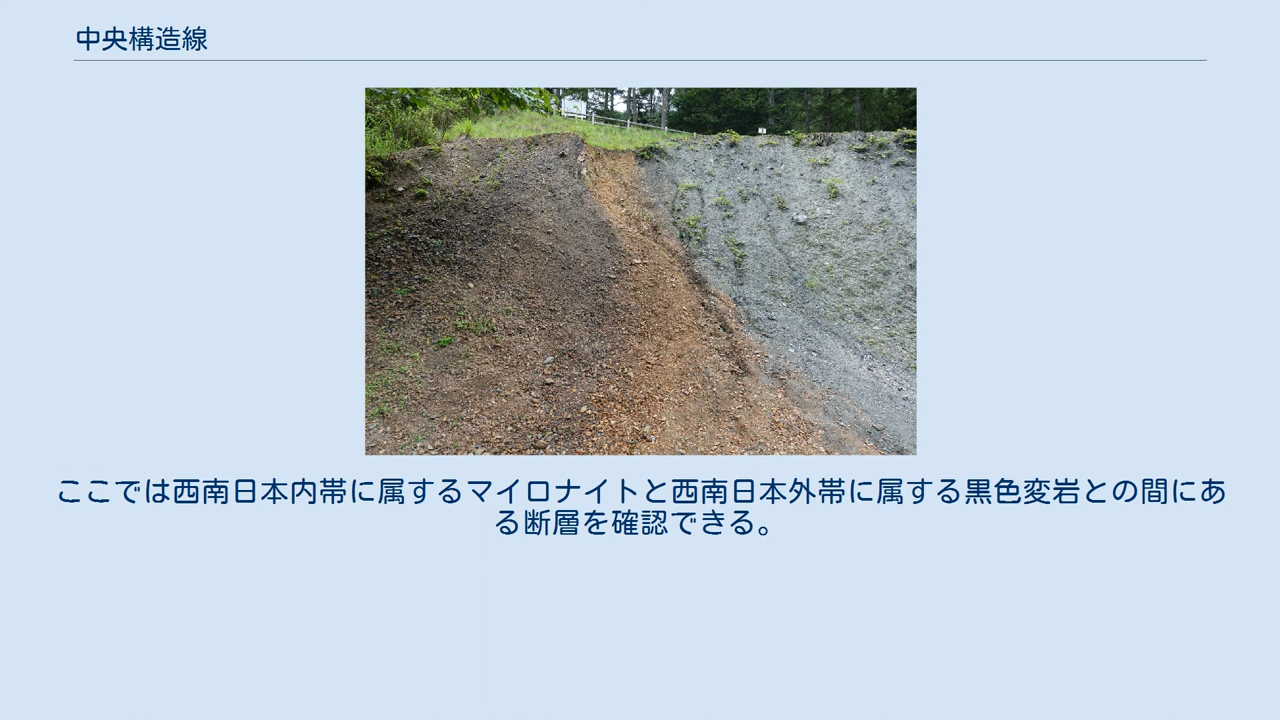 中央構造線
ここでは西南日本内帯に属するマイロナイトと西南日本外帯に属する黒色変岩との間にあ
る断層を確認できる。